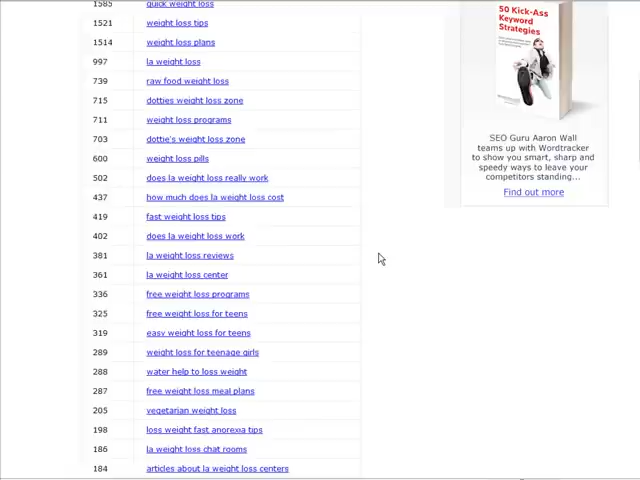 1585 quick weight loss
1521 weight loss tips
1514 weight loss plans
997 la weight loss
739 raw food weight loss
715 dotties weight loss zone
711 weight loss programs
703 dottie's weight loss zone
600 weight loss pills
502 does la weight loss really work
437 how much does la weight loss cost
419 fast weight loss tips
402 does la weight loss work
381 la weight loss reviews
361 la weight loss center
336 free weight loss programs
325 free weight loss for teens
319 easy weight loss for teens
289 weight loss for teenage girls
288 water help to loss weight
287 free weight loss meal plans
205 vegetarian weight loss
198 loss weight fast anorexia tips
186 la weight loss chat rooms
184 articles about la weight loss centers
50 Kick-Ass
Keyword
Strategies
SEO Guru Aaron Wall
teams up with Wordtracker
to show you smart, sharp and
speedy ways to leave your
competitors standing...
Find out more